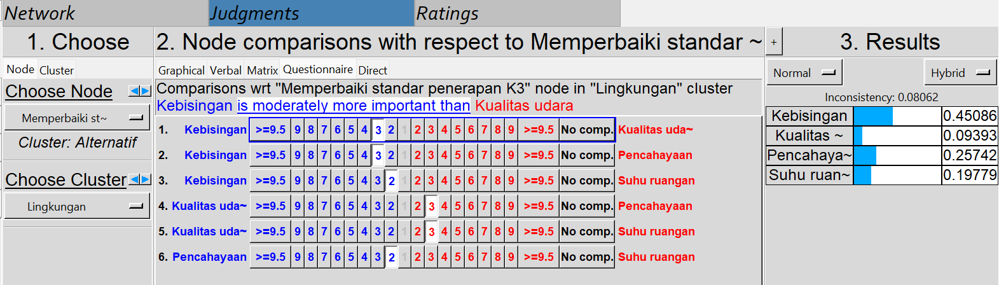 Network Judgments Ratings
1. Choose
Node Cluster
Choose Node
Memperbaiki st~
Cluster: Alternatif
Choose Cluster
Lingkungan
2. Node comparisons with respect to Memperbaiki standar ~
Graphical Verbal Matrix Questionnaire Direct
Comparisons wrt "Memperbaiki standar penerapan K3" node in "Lingkungan" cluster
Kebisingan is moderately more important than Kualitas udara
1. Kebisingan >=9.5 9 8 7 6 5 4 3 2 1 2 3 4 5 6 7 8 9 >=9.5 No comp. Kualitas uda~
2. Kebisingan >=9.5 9 8 7 6 5 4 3 2 1 2 3 4 5 6 7 8 9 >=9.5 No comp. Pencahayaan
3. Kebisingan >=9.5 9 8 7 6 5 4 3 2 1 2 3 4 5 6 7 8 9 >=9.5 No comp. Suhu ruangan
4. Kualitas uda~ >=9.5 9 8 7 6 5 4 3 2 1 2 3 4 5 6 7 8 9 >=9.5 No comp. Pencahayaan
5. Kualitas uda~ >=9.5 9 8 7 6 5 4 3 2 1 2 3 4 5 6 7 8 9 >=9.5 No comp. Suhu ruangan
6. Pencahayaan >=9.5 9 8 7 6 5 4 3 2 1 2 3 4 5 6 7 8 9 >=9.5 No comp. Suhu ruangan
+ 3. Results
Normal Hybrid
Inconsistency: 0.08062
Kebisingan 0.45086
Kualitas ~ 0.09393
Pencahaya~ 0.25742
Suhu ruan~ 0.19779